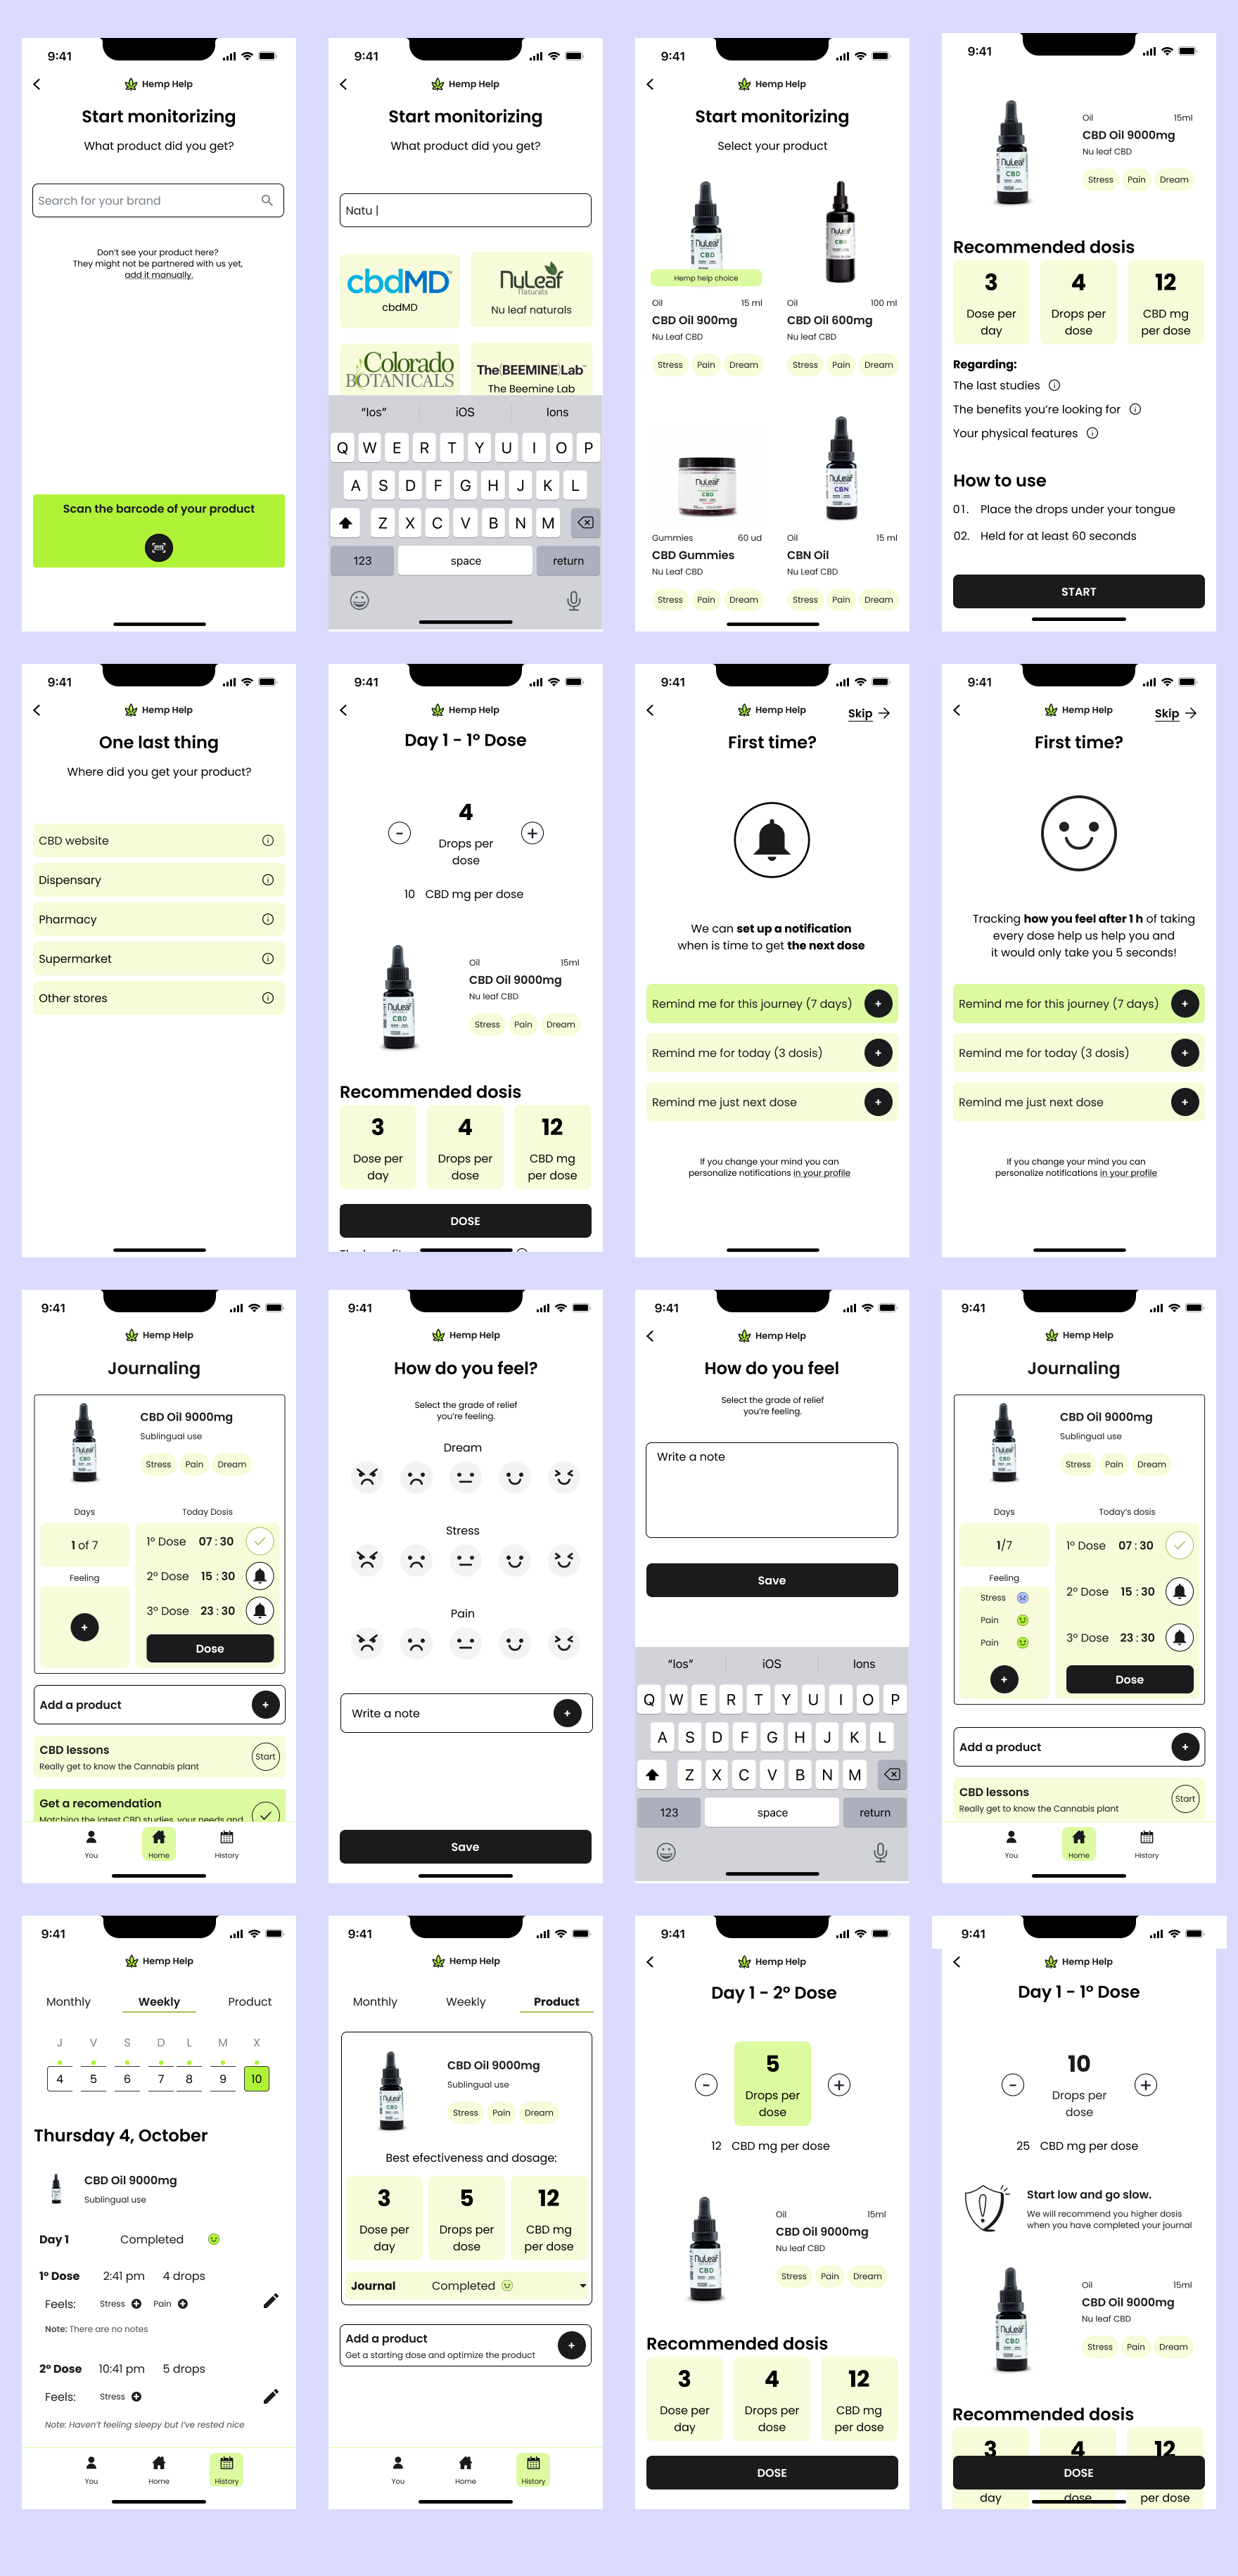 9:41
Hemp Help
Start monitorizing
What product did you get?
Search for your brand
Don't see your product here?
They might not be partnered with us yet,
add it manually.
Scan the barcode of your product
9:41
Hemp Help
Start monitorizing
What product did you get?
Natu |
cbdMD™
cbdMD
NuLeaf
Naturals
Nu leaf naturals
Colorado
BOTANICALS
The{BEEMINE}Lab™
The Beemine Lab
"Ios" iOS Ions
Q W E R T Y U I O P
A S D F G H J K L
Z X C V B N M
123 space return
9:41
Hemp Help
Start monitorizing
Select your product
NuLeaf
CBD
Hemp help choice
Oil 15 ml
CBD Oil 900mg
Nu Leaf CBD
Stress Pain Dream
NuLeaf
CBD
Oil 100 ml
CBD Oil 600mg
Nu leaf CBD
Stress Pain Dream
NuLeaf
CBD
Gummies 60 ud
CBD Gummies
Nu Leaf CBD
Stress Pain Dream
NuLeaf
CBN
Oil 15 ml
CBN Oil
Nu Leaf CBD
Stress Pain Dream
9:41
NuLeaf
CBD
Oil 15ml
CBD Oil 9000mg
Nu leaf CBD
Stress Pain Dream
Recommended dosis
3 4 12
Dose per Drops per CBD mg
day dose per dose
Regarding:
The last studies
The benefits you're looking for
Your physical features
How to use
01. Place the drops under your tongue
02. Held for at least 60 seconds
START
9:41
Hemp Help
One last thing
Where did you get your product?
CBD website
Dispensary
Pharmacy
Supermarket
Other stores
9:41
Hemp Help
Day 1 - 1º Dose
4
- +
Drops per
dose
10 CBD mg per dose
NuLeaf
CBD
Oil 15ml
CBD Oil 9000mg
Nu leaf CBD
Stress Pain Dream
Recommended dosis
3 4 12
Dose per Drops per CBD mg
day dose per dose
DOSE
9:41
Hemp Help
Skip
First time?
We can set up a notification
when is time to get the next dose
Remind me for this journey (7 days) +
Remind me for today (3 dosis) +
Remind me just next dose +
If you change your mind you can
personalize notifications in your profile
9:41
Hemp Help
Skip
First time?
Tracking how you feel after 1 h of taking
every dose help us help you and
it would only take you 5 seconds!
Remind me for this journey (7 days) +
Remind me for today (3 dosis) +
Remind me just next dose +
If you change your mind you can
personalize notifications in your profile
9:41
Hemp Help
Journaling
NuLeaf
CBD
CBD Oil 9000mg
Sublingual use
Stress Pain Dream
Days Today Dosis
1 of 7
1º Dose 07 : 30
Feeling
2º Dose 15 : 30
3º Dose 23 : 30
+
Dose
Add a product +
CBD lessons
Really get to know the Cannabis plant
Start
Get a recomendation
Matching the latest CBD studies, your needs and
You Home History
9:41
Hemp Help
How do you feel?
Select the grade of relief
you're feeling.
Dream
Stress
Pain
Write a note +
Save
9:41
Hemp Help
How do you feel
Select the grade of relief
you're feeling.
Write a note
Save
"Ios" iOS Ions
Q W E R T Y U I O P
A S D F G H J K L
Z X C V B N M
123 space return
9:41
Hemp Help
Journaling
NuLeaf
CBD
CBD Oil 9000mg
Sublingual use
Stress Pain Dream
Days Today's dosis
1/7
1º Dose 07 : 30
Feeling
Stress
2º Dose 15 : 30
Pain
Pain
3º Dose 23 : 30
+
Dose
Add a product +
CBD lessons
Really get to know the Cannabis plant
Start
You Home History
9:41
Hemp Help
Monthly Weekly Product
J V S D L M X
4 5 6 7 8 9 10
Thursday 4, October
CBD Oil 9000mg
Sublingual use
Day 1 Completed
1º Dose 2:41 pm 4 drops
Feels: Stress Pain
Note: There are no notes
2º Dose 10:41 pm 5 drops
Feels: Stress
Note: Haven't feeling sleepy but I've rested nice
You Home History
9:41
Hemp Help
Monthly Weekly Product
NuLeaf
CBD
CBD Oil 9000mg
Sublingual use
Stress Pain Dream
Best efectiveness and dosage:
3 5 12
Dose per Drops per CBD mg
day dose per dose
Journal Completed
Add a product
Get a starting dose and optimize the product
+
You Home History
9:41
Hemp Help
Day 1 - 2º Dose
5
- +
Drops per
dose
12 CBD mg per dose
NuLeaf
CBD
Oil 15ml
CBD Oil 9000mg
Nu leaf CBD
Stress Pain Dream
Recommended dosis
3 4 12
Dose per Drops per CBD mg
day dose per dose
DOSE
9:41
Hemp Help
Day 1 - 1º Dose
10
- +
Drops per
dose
25 CBD mg per dose
Start low and go slow.
We will recommend you higher dosis
when you have completed your journal
NuLeaf
CBD
Oil 15ml
CBD Oil 9000mg
Nu leaf CBD
Stress Pain Dream
Recommended dosis
3 4 12
DOSE
day dose per dose